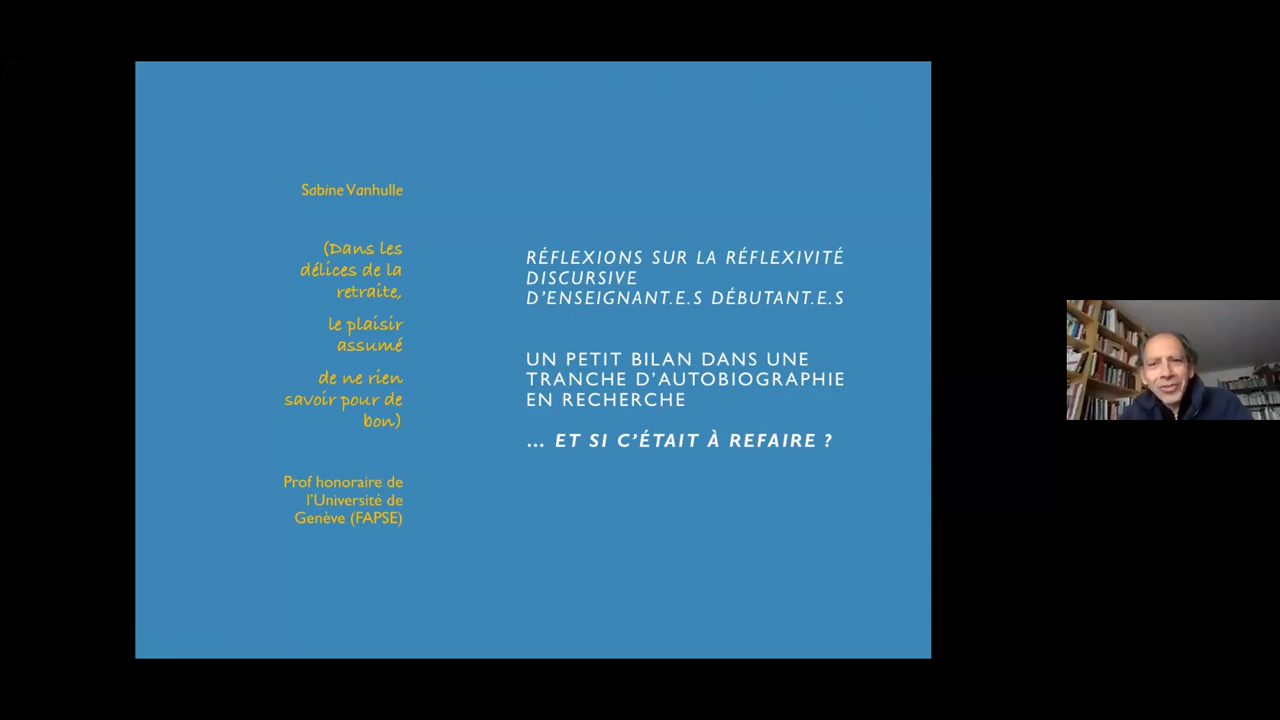 Sabine Vanhulle
(Dans les
délices de la
retraite,
le plaisir
assumé
de ne rien
savoir pour de
bon)
Prof honoraire de
l'Université de
Genève (FAPSE)
RÉFLEXIONS SUR LA RÉFLEXIVITÉ
DISCURSIVE
D'ENSEIGNANT.E.S DÉBUTANT.E.S
UN PETIT BILAN DANS UNE
TRANCHE D'AUTOBIOGRAPHIE
EN RECHERCHE
... ET SI C'ÉTAIT À REFAIRE ?